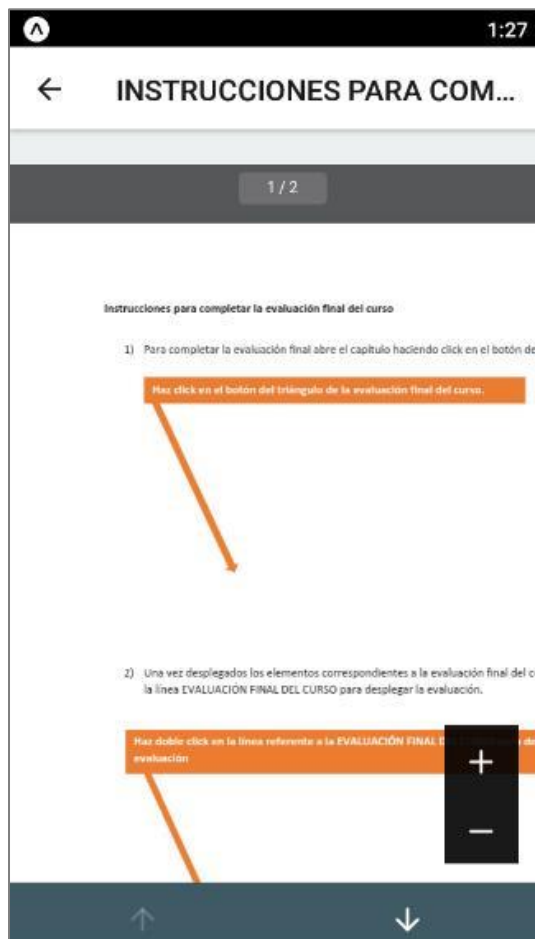 1:27
INSTRUCCIONES PARA COM...
1 / 2
Instrucciones para completar la evaluación final del curso
1) Para completar la evaluación final abre el capítulo haciendo click en el botón de
Haz click en el botón del triángulo de la evaluación final del curso.
2) Una vez desplegados los elementos correspondientes a la evaluación final del c
la línea EVALUACIÓN FINAL DEL CURSO para desplegar la evaluación.
Haz doble click en la línea referente a la EVALUACIÓN FINAL
evaluación